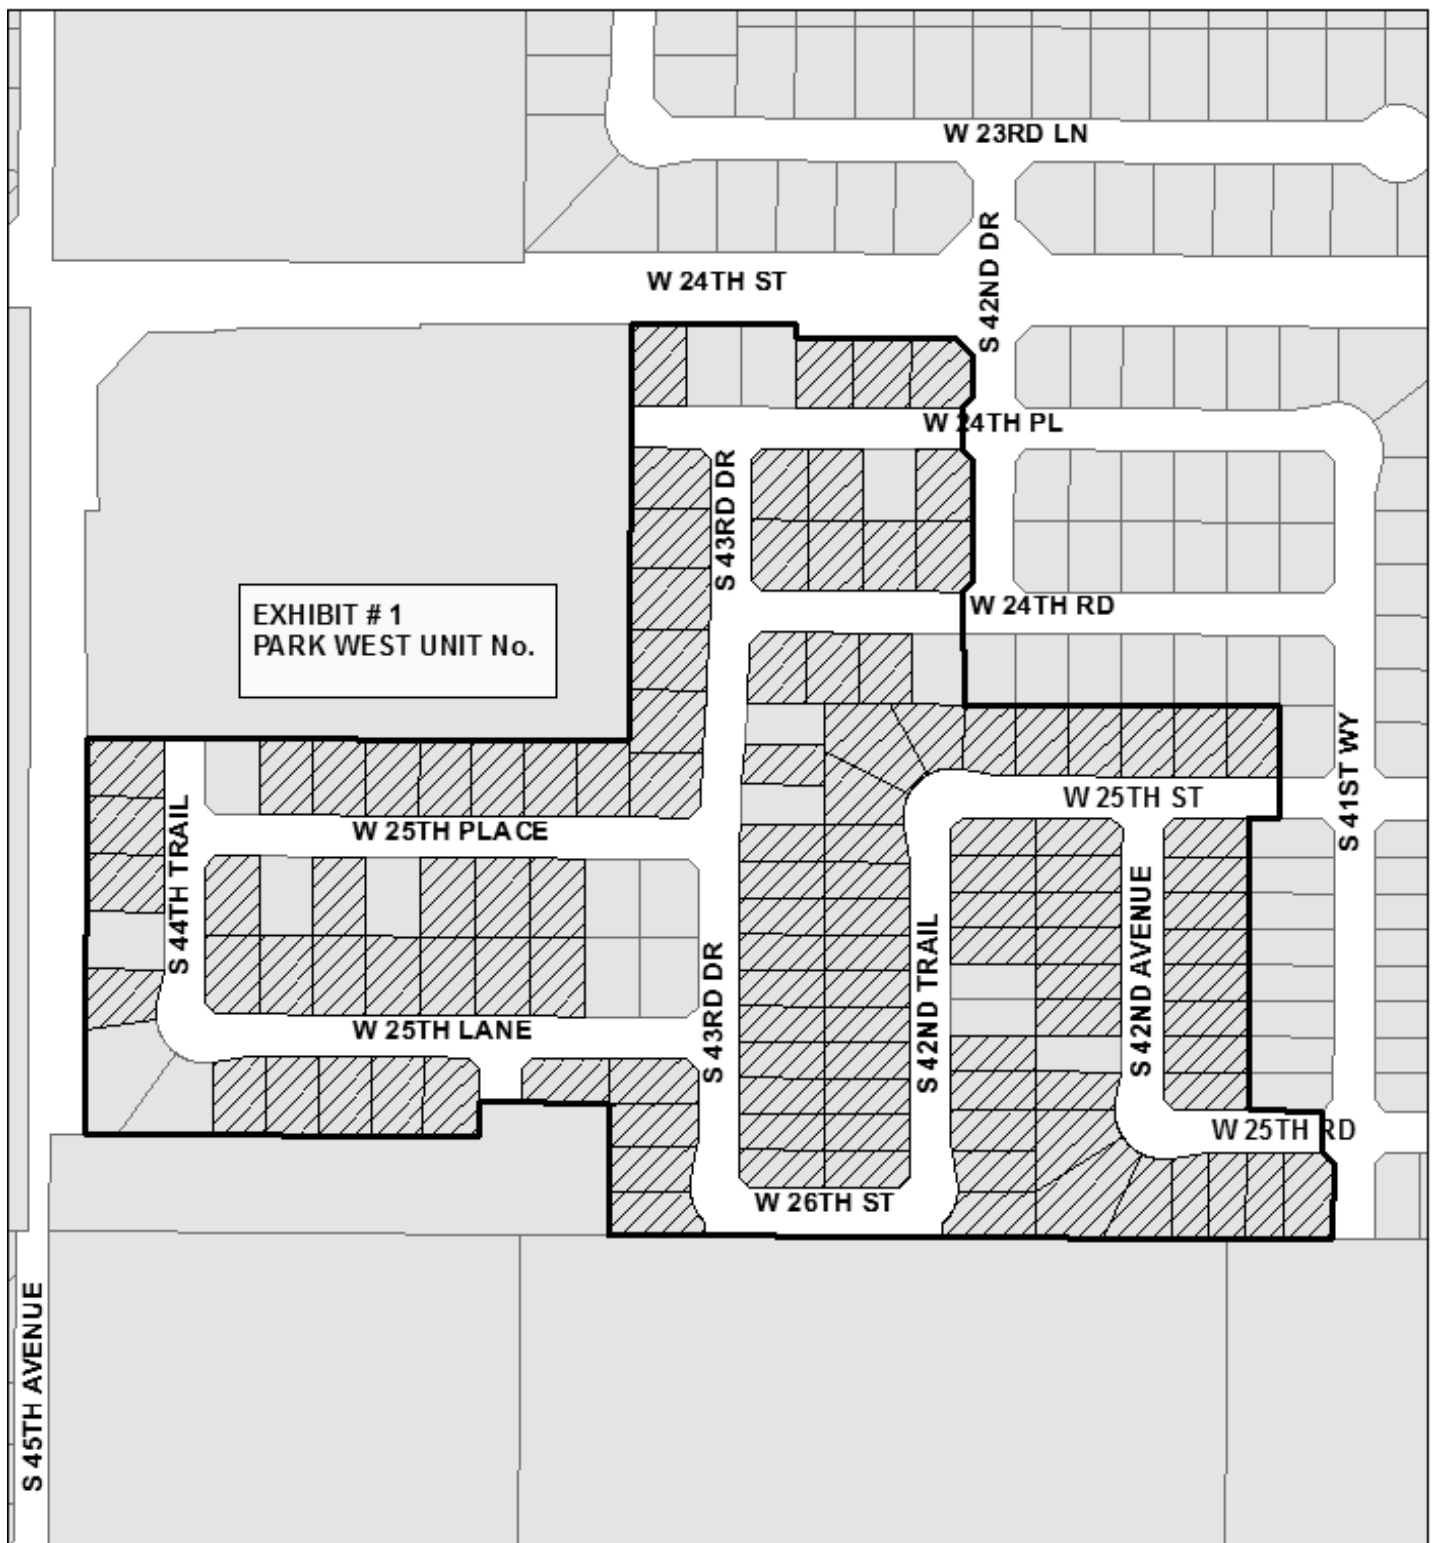 W 23RD LN
S 42ND DR
W 24TH ST
W 24TH PL
S 43RD DR
EXHIBIT # 1
PARK WEST UNIT No.
W 24TH RD
S 41ST WY
W 25TH ST
W 25TH PLACE
S 44TH TRAIL
S 42ND AVENUE
S 42ND TRAIL
S 43RD DR
W 25TH LANE
W 25TH RD
W 26TH ST
S 45TH AVENUE